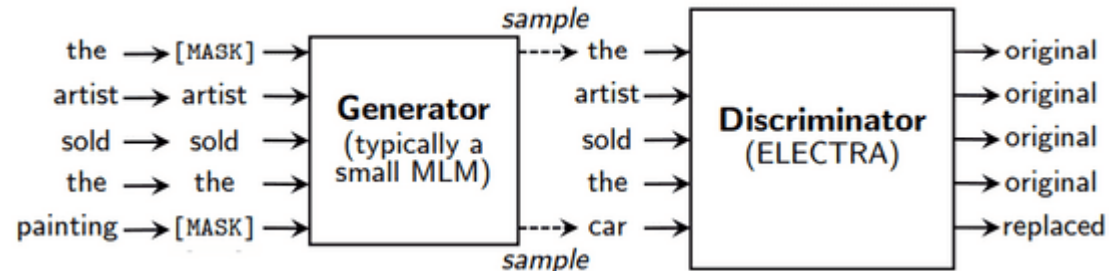 sample
the [MASK] the original
artist artist artist original
sold sold sold original
the the the original
painting [MASK] car replaced
sample
Generator
(typically a
small MLM)
Discriminator
(ELECTRA)